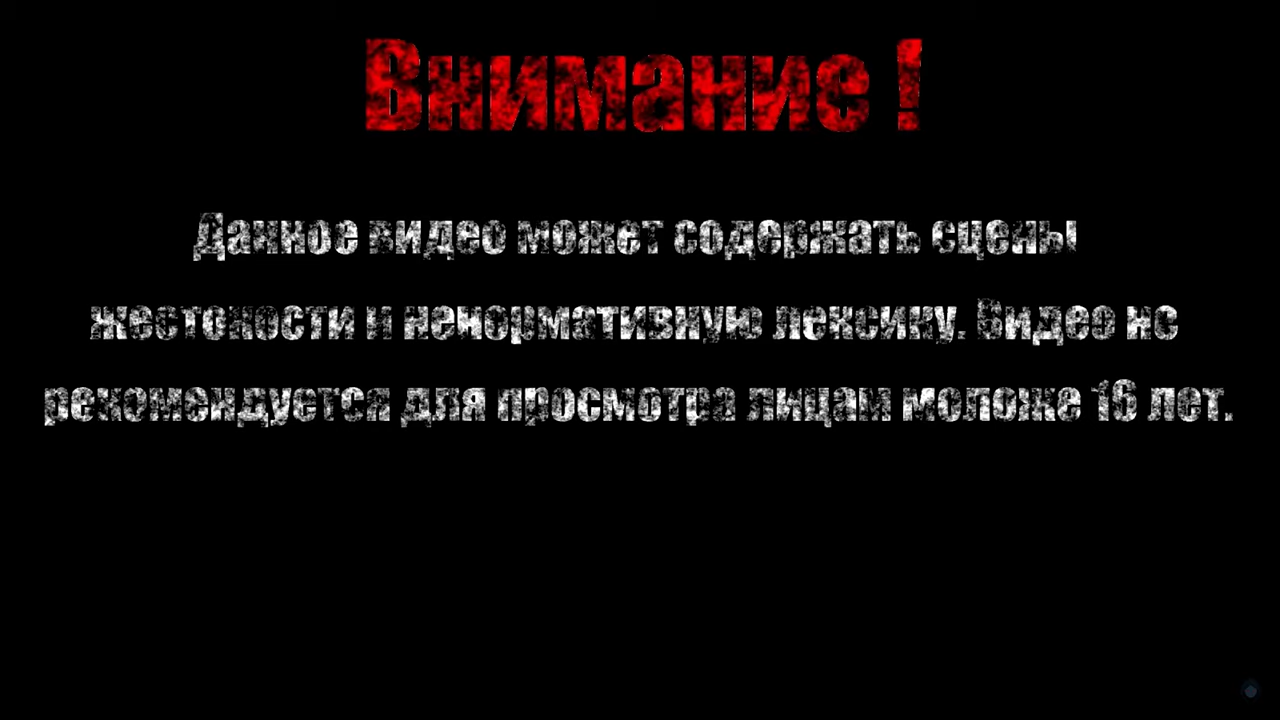 Внимание !
Данное видео может содержать сцены
жестокости и ненормативную лексику. Видео не
рекомендуется для просмотра лицам моложе 16 лет.